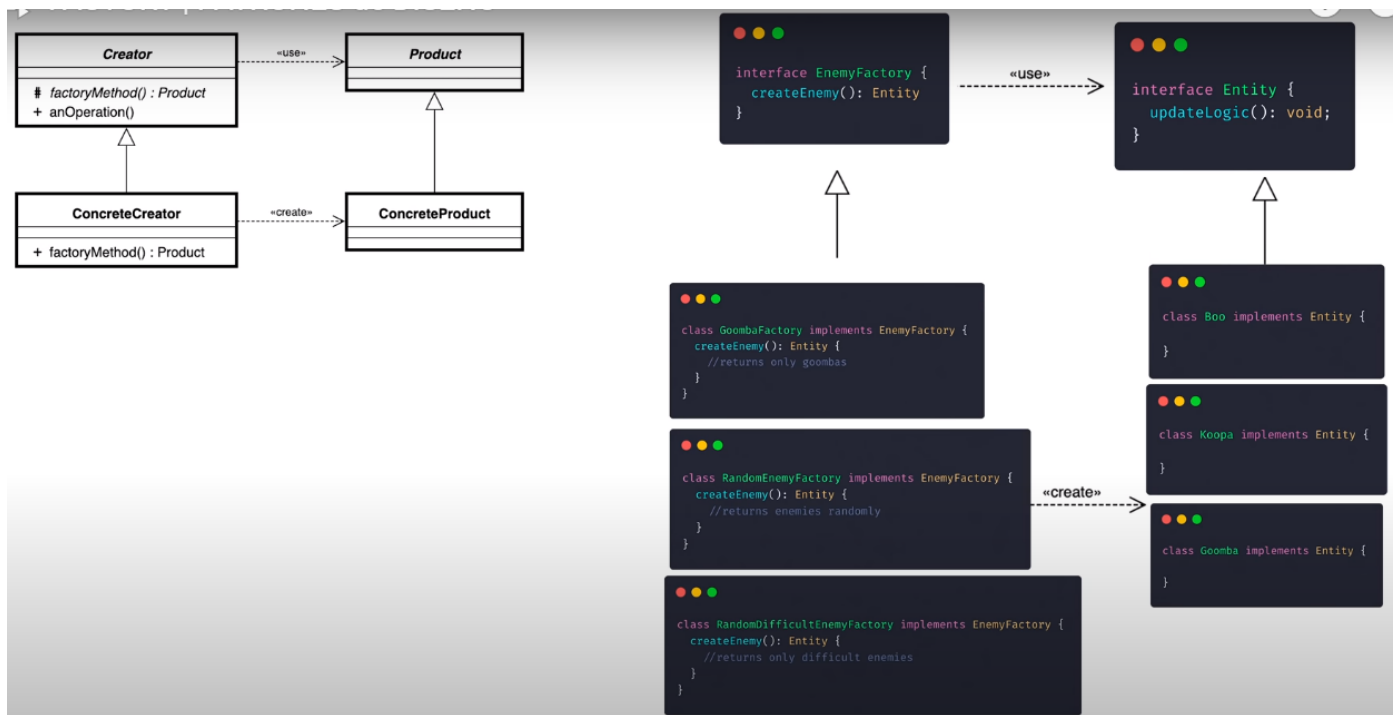 Creator
# factoryMethod() : Product
+ anOperation()
«use»
Product
ConcreteCreator
+ factoryMethod() : Product
«create»
ConcreteProduct
interface EnemyFactory {
createEnemy(): Entity
}
«use»
interface Entity {
updateLogic(): void;
}
class GoombaFactory implements EnemyFactory {
createEnemy(): Entity {
//returns only goombas
}
}
class RandomEnemyFactory implements EnemyFactory {
createEnemy(): Entity {
//returns enemies randomly
}
}
class RandomDifficultEnemyFactory implements EnemyFactory {
createEnemy(): Entity {
//returns only difficult enemies
}
}
«create»
class Boo implements Entity {
}
class Koopa implements Entity {
}
class Goomba implements Entity {
}